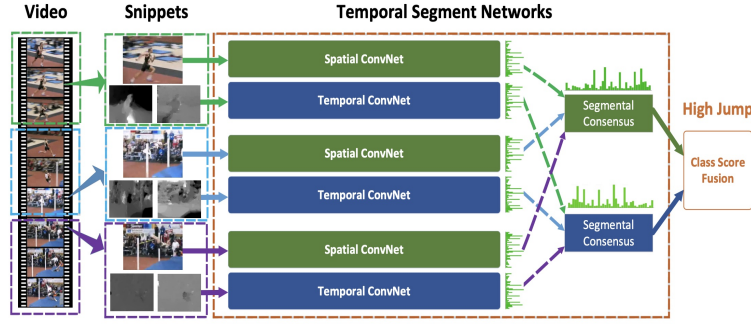 Video
Snippets
Temporal Segment Networks
Spatial ConvNet
Temporal ConvNet
Spatial ConvNet
Temporal ConvNet
Spatial ConvNet
Temporal ConvNet
Segmental
Consensus
Segmental
Consensus
High Jump
Class Score
Fusion